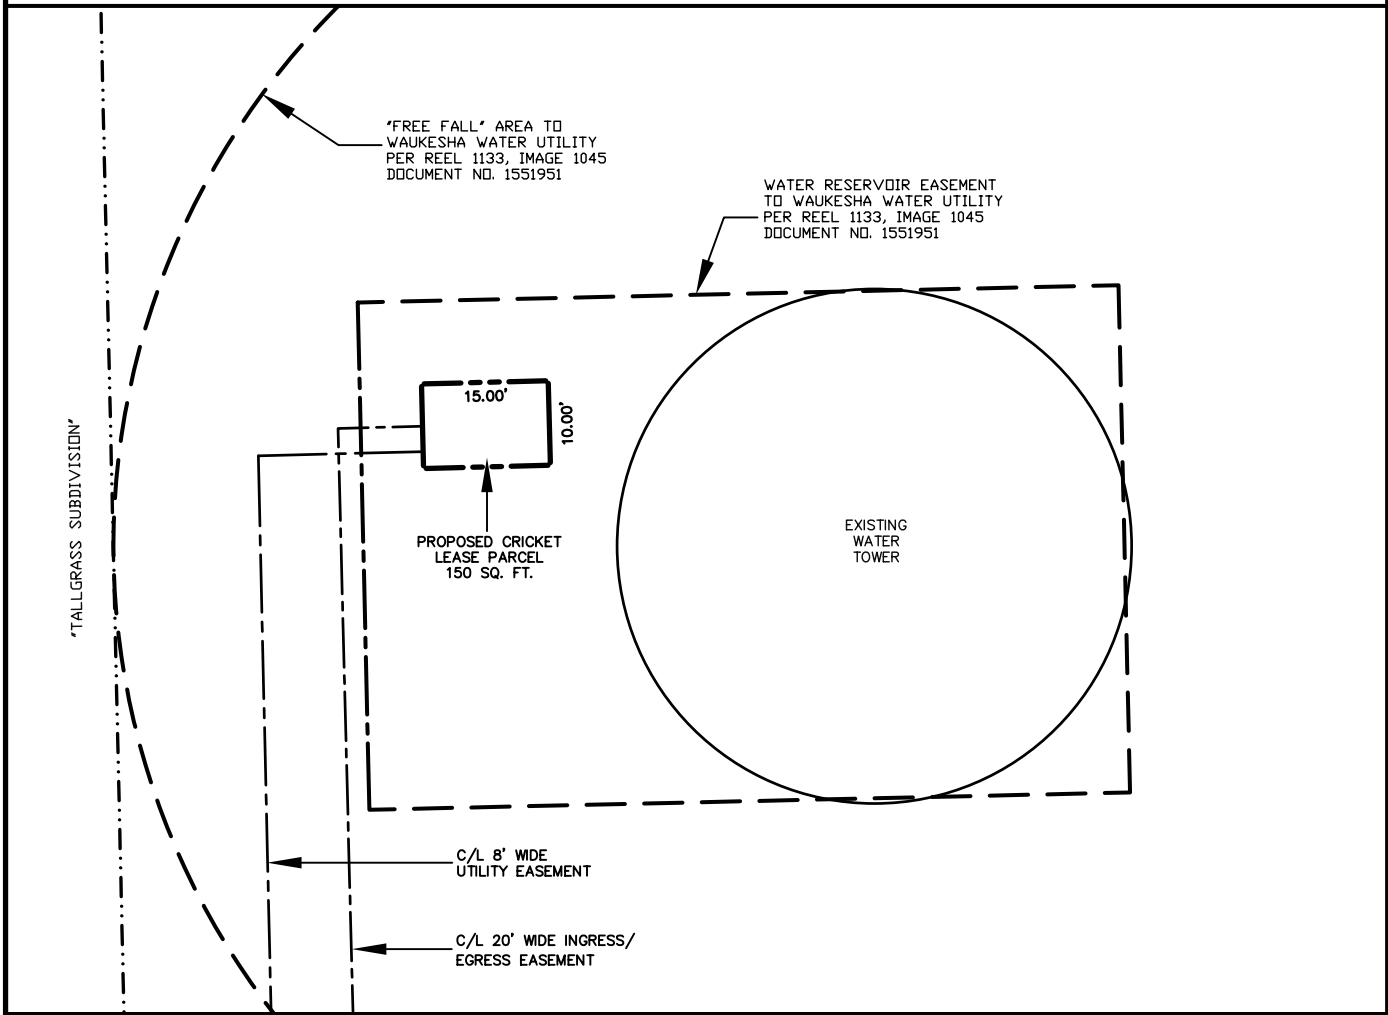 "FREE FALL" AREA TO
WAUKESHA WATER UTILITY
PER REEL 1133, IMAGE 1045
DOCUMENT NO. 1551951
WATER RESERVOIR EASEMENT
TO WAUKESHA WATER UTILITY
PER REEL 1133, IMAGE 1045
DOCUMENT NO. 1551951
15.00'
10.00'
"TALLGRASS SUBDIVISION"
PROPOSED CRICKET
LEASE PARCEL
150 SQ. FT.
EXISTING
WATER
TOWER
C/L 8' WIDE
UTILITY EASEMENT
C/L 20' WIDE INGRESS/
EGRESS EASEMENT